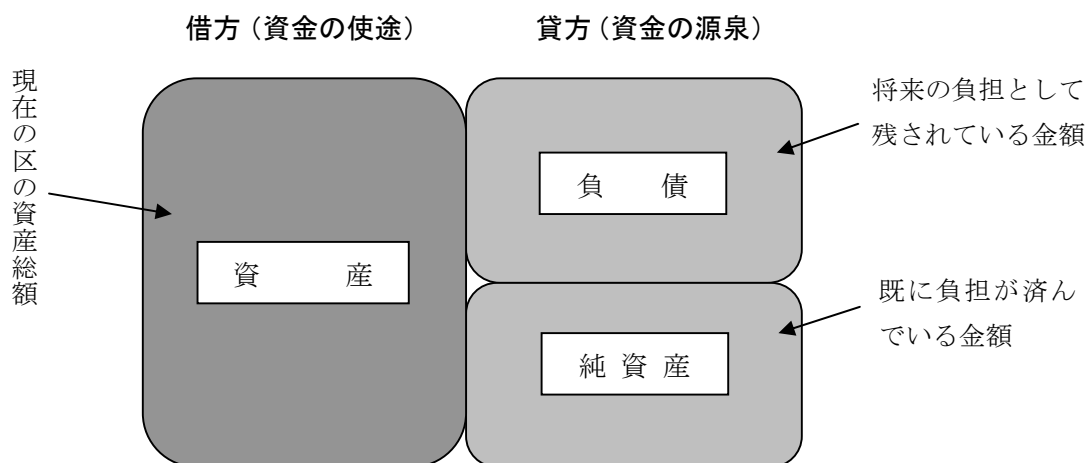 借方（資金の使途）
貸方（資金の源泉）
現在の区の資産総額
資　産
負　債
純資産
将来の負担として
残されている金額
既に負担が済ん
でいる金額